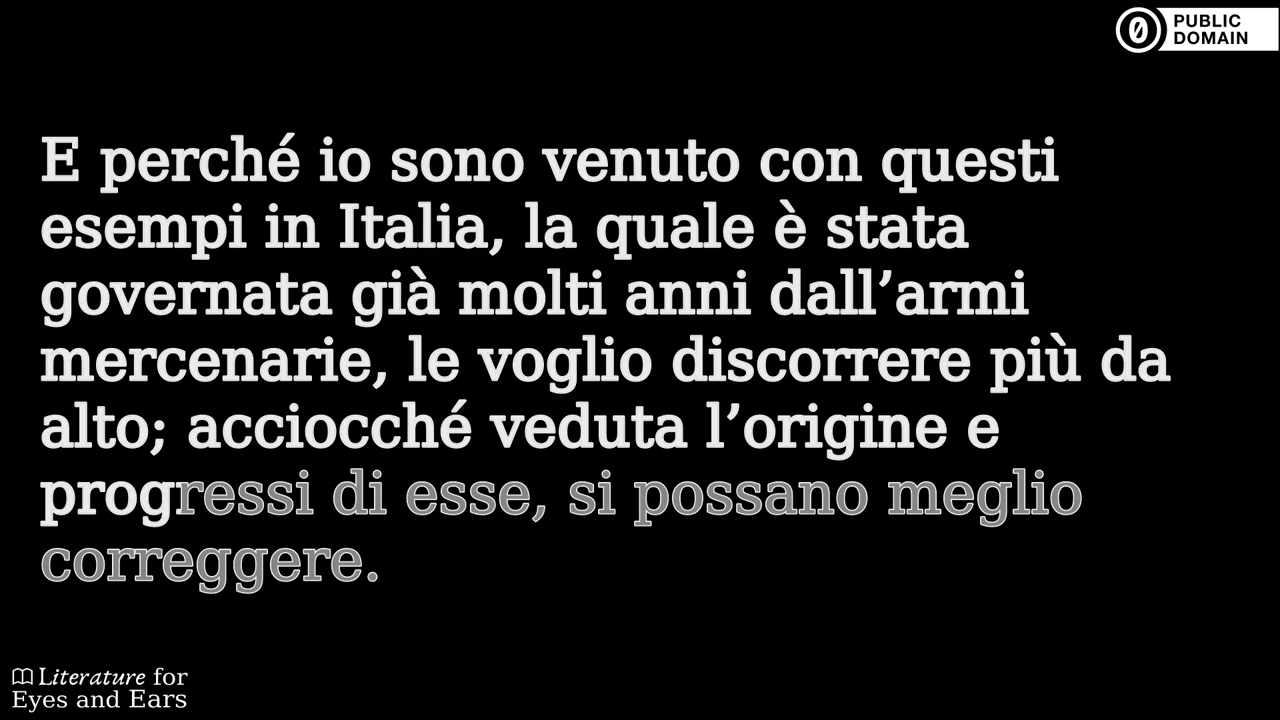 PUBLIC
DOMAIN
E perché io sono venuto con questi
esempi in Italia, la quale è stata
governata già molti anni dall’armi
mercenarie, le voglio discorrere più da
alto; acciocché veduta l’origine e
progressi di esse, si possano meglio
correggere.
Literature for
Eyes and Ears